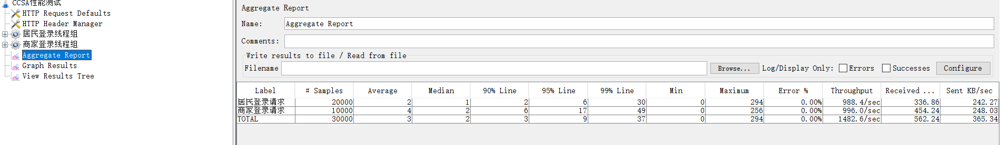 CCSA性能测试
HTTP Request Defaults
HTTP Header Manager
居民登录线程组
商家登录线程组
Aggregate Report
Graph Results
View Results Tree
Aggregate Report
Name: Aggregate Report
Comments:
Write results to file / Read from file
Filename Browse... Log/Display Only: Errors Successes Configure
Label # Samples Average Median 90% Line 95% Line 99% Line Min Maximum Error % Throughput Received ... Sent KB/sec
居民登录请求 20000 2 1 2 6 30 0 294 0.00% 988.4/sec 336.86 242.27
商家登录请求 10000 4 2 6 17 49 0 256 0.00% 996.0/sec 454.24 248.03
TOTAL 30000 3 2 3 9 37 0 294 0.00% 1482.6/sec 562.24 365.34